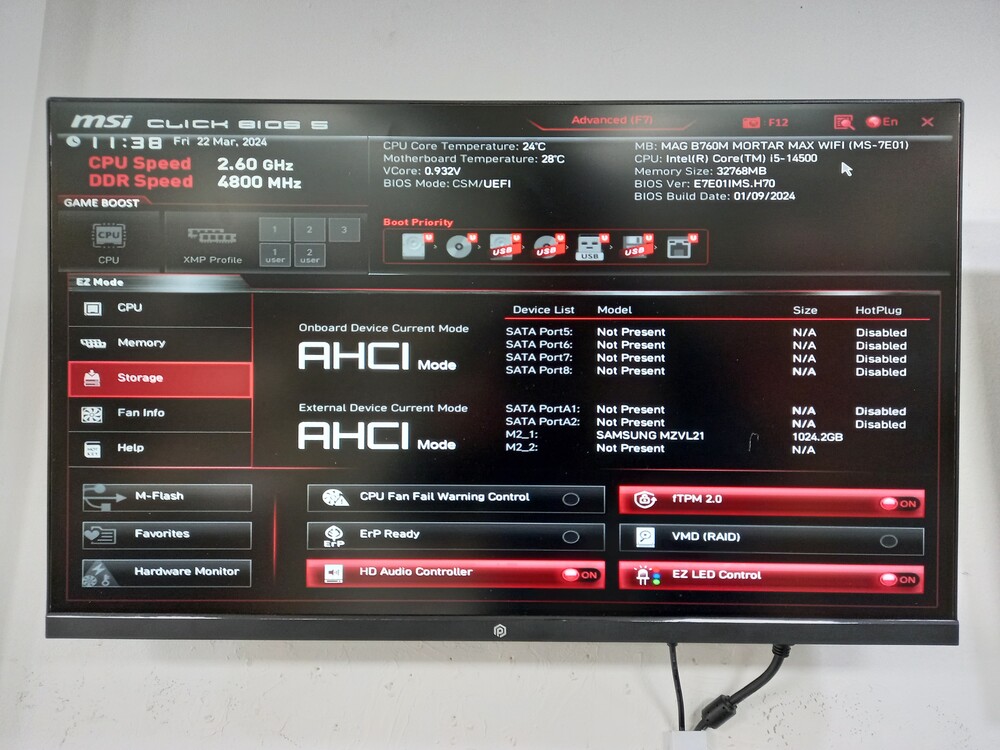 msi CLICK BIOS 5
Advanced (F7)
F12
En
X
11:38 Fri 22 Mar, 2024
CPU Speed 2.60 GHz
DDR Speed 4800 MHz
CPU Core Temperature: 24°C
Motherboard Temperature: 28°C
VCore: 0.932V
BIOS Mode: CSM/UEFI
MB: MAG B760M MORTAR MAX WIFI (MS-7E01)
CPU: Intel(R) Core(TM) i5-14500
Memory Size: 32768MB
BIOS Ver: E7E01IMS.H70
BIOS Build Date: 01/09/2024
GAME BOOST
CPU
CPU
XMP Profile
1 2 3
1 user 2 user
Boot Priority
U U U U U U U
USB USB USB USB
EZ Mode
CPU
Memory
Storage
Fan Info
Help
Onboard Device Current Mode
AHCI Mode
External Device Current Mode
AHCI Mode
Device List Model Size HotPlug
SATA Port5: Not Present N/A Disabled
SATA Port6: Not Present N/A Disabled
SATA Port7: Not Present N/A Disabled
SATA Port8: Not Present N/A Disabled
SATA PortA1: Not Present N/A Disabled
SATA PortA2: Not Present N/A Disabled
M2_1: SAMSUNG MZVL21 1024.2GB
M2_2: Not Present N/A
M-Flash
Favorites
Hardware Monitor
CPU Fan Fail Warning Control
ErP Ready
ErP
HD Audio Controller ON
fTPM 2.0 ON
VMD (RAID)
EZ LED Control ON